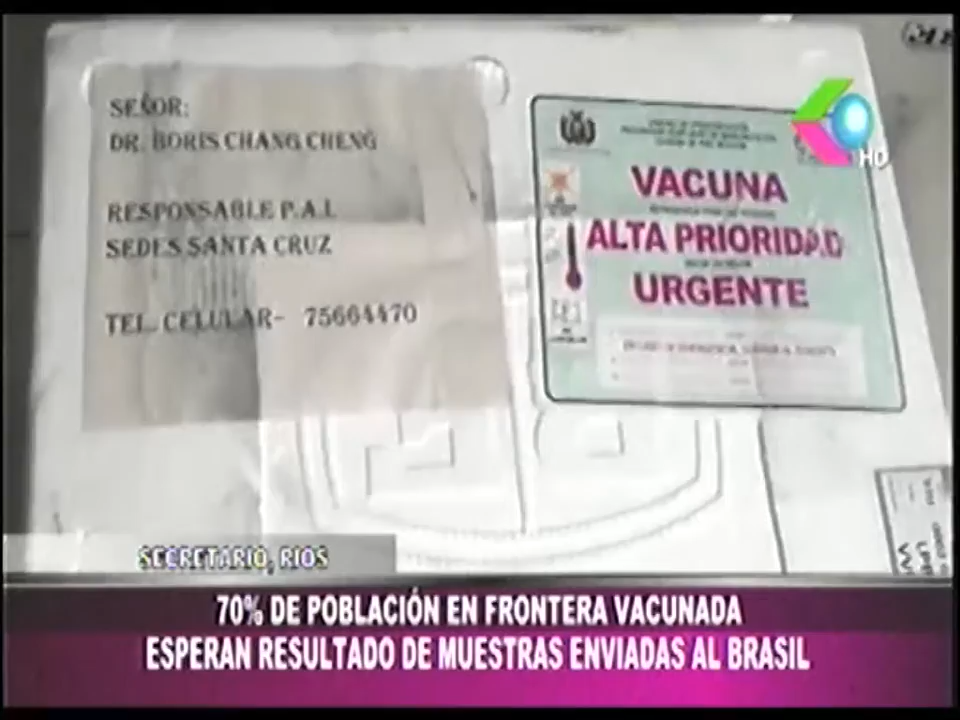 SEÑOR:
DR. BORIS CHANG CHENG
RESPONSABLE P.A.I.
SEDES SANTA CRUZ
TEL. CELULAR- 75664470
VACUNA
ALTA PRIORIDAD
URGENTE
HD
SECRETARIO, RIOS
70% DE POBLACIÓN EN FRONTERA VACUNADA
ESPERAN RESULTADO DE MUESTRAS ENVIADAS AL BRASIL